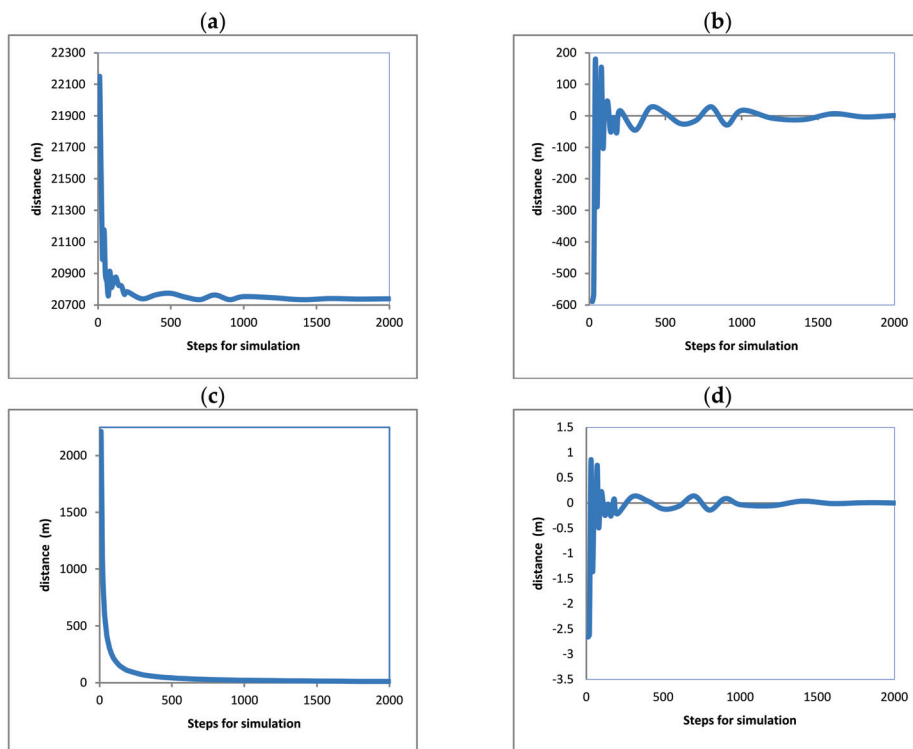 (a)
22300
22100
21900
21700
21500
21300
21100
20900
20700
distance (m)
0 500 1000 1500 2000
Steps for simulation
(b)
200
100
0
-100
-200
-300
-400
-500
-600
distance (m)
0 500 1000 1500 2000
Steps for simulation
(c)
2000
1500
1000
500
0
distance (m)
0 500 1000 1500 2000
Steps for simulation
(d)
1.5
1
0.5
0
-0.5
-1
-1.5
-2
-2.5
-3
-3.5
distance (m)
0 500 1000 1500 2000
Steps for simulation